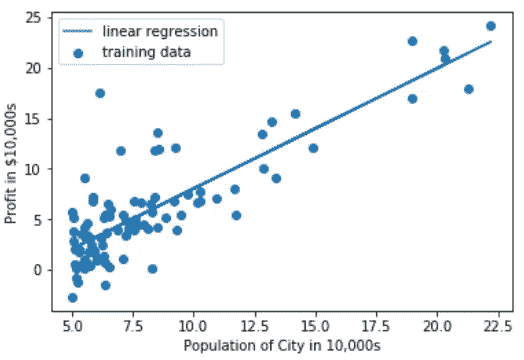 linear regression
training data
Profit in $10,000s
25
20
15
10
5
0
5.0 7.5 10.0 12.5 15.0 17.5 20.0 22.5
Population of City in 10,000s